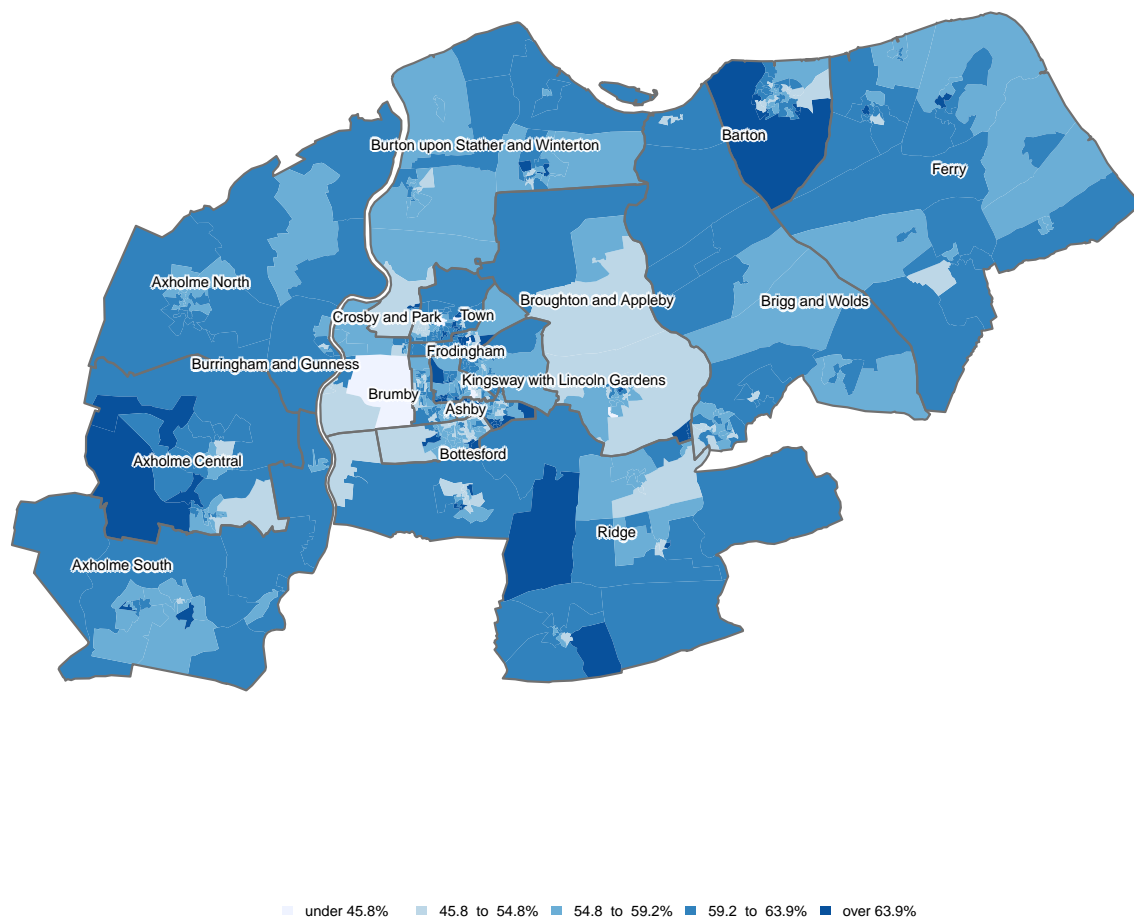 Burton upon Stather and Winterton
Barton
Ferry
Axholme North
Broughton and Appleby
Brigg and Wolds
Crosby and Park
Town
Frodingham
Burringham and Gunness
Kingsway with Lincoln Gardens
Brumby
Ashby
Bottesford
Axholme Central
Ridge
Axholme South
under 45.8%
45.8 to 54.8%
54.8 to 59.2%
59.2 to 63.9%
over 63.9%